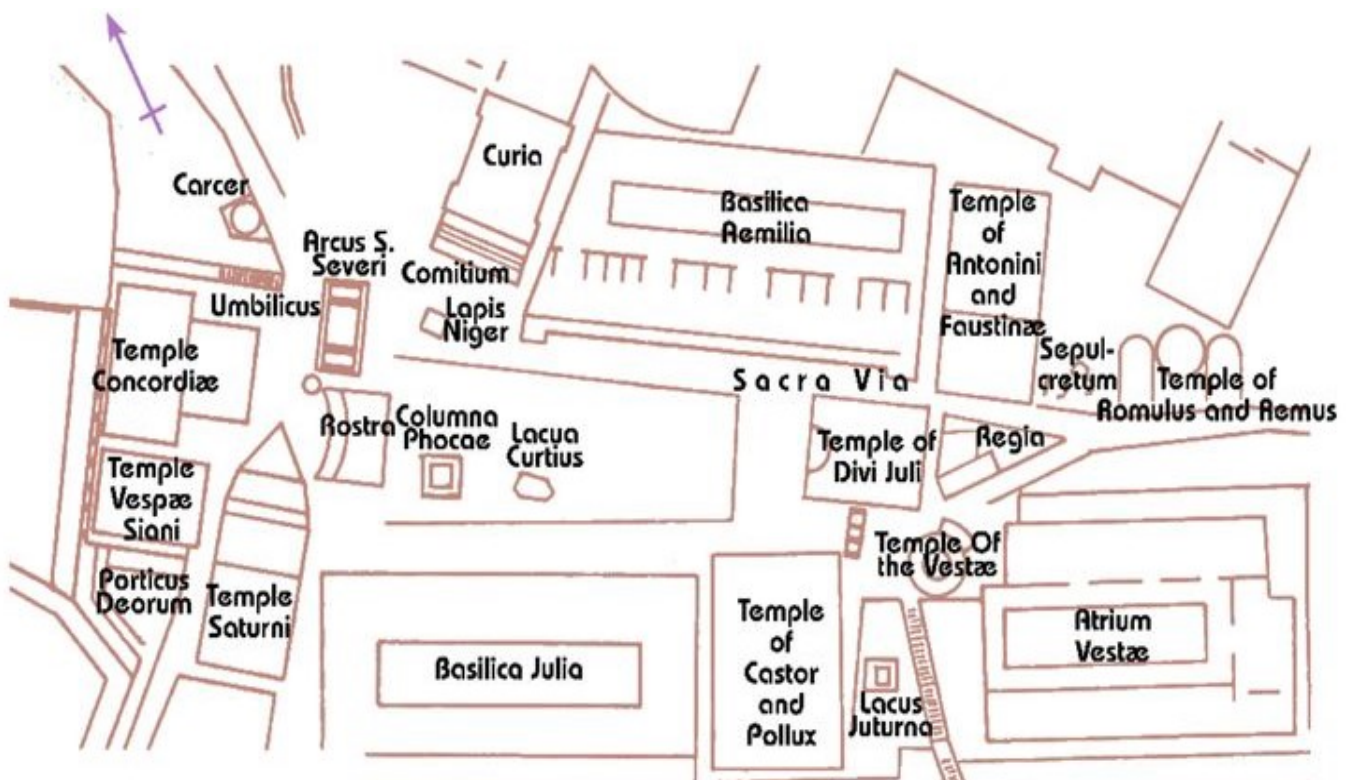 Curia
Carcer
Basilica
Aemilia
Temple
of
Antonini
and
Faustinæ
Arcus S.
Severi
Comitium
Umbilicus
Lapis
Niger
Temple
Concordiæ
Sepul-
cretum
Temple of
Romulus and Remus
Sacra Via
Rostra
Columna
Phocae
Lacua
Curtius
Temple of
Divi Juli
Regia
Temple
Vespæ
Siani
Temple Of
the Vestæ
Porticus
Deorum
Temple
Saturni
Basilica Julia
Temple
of
Castor
and
Pollux
Atrium
Vestæ
Lacus
Juturna